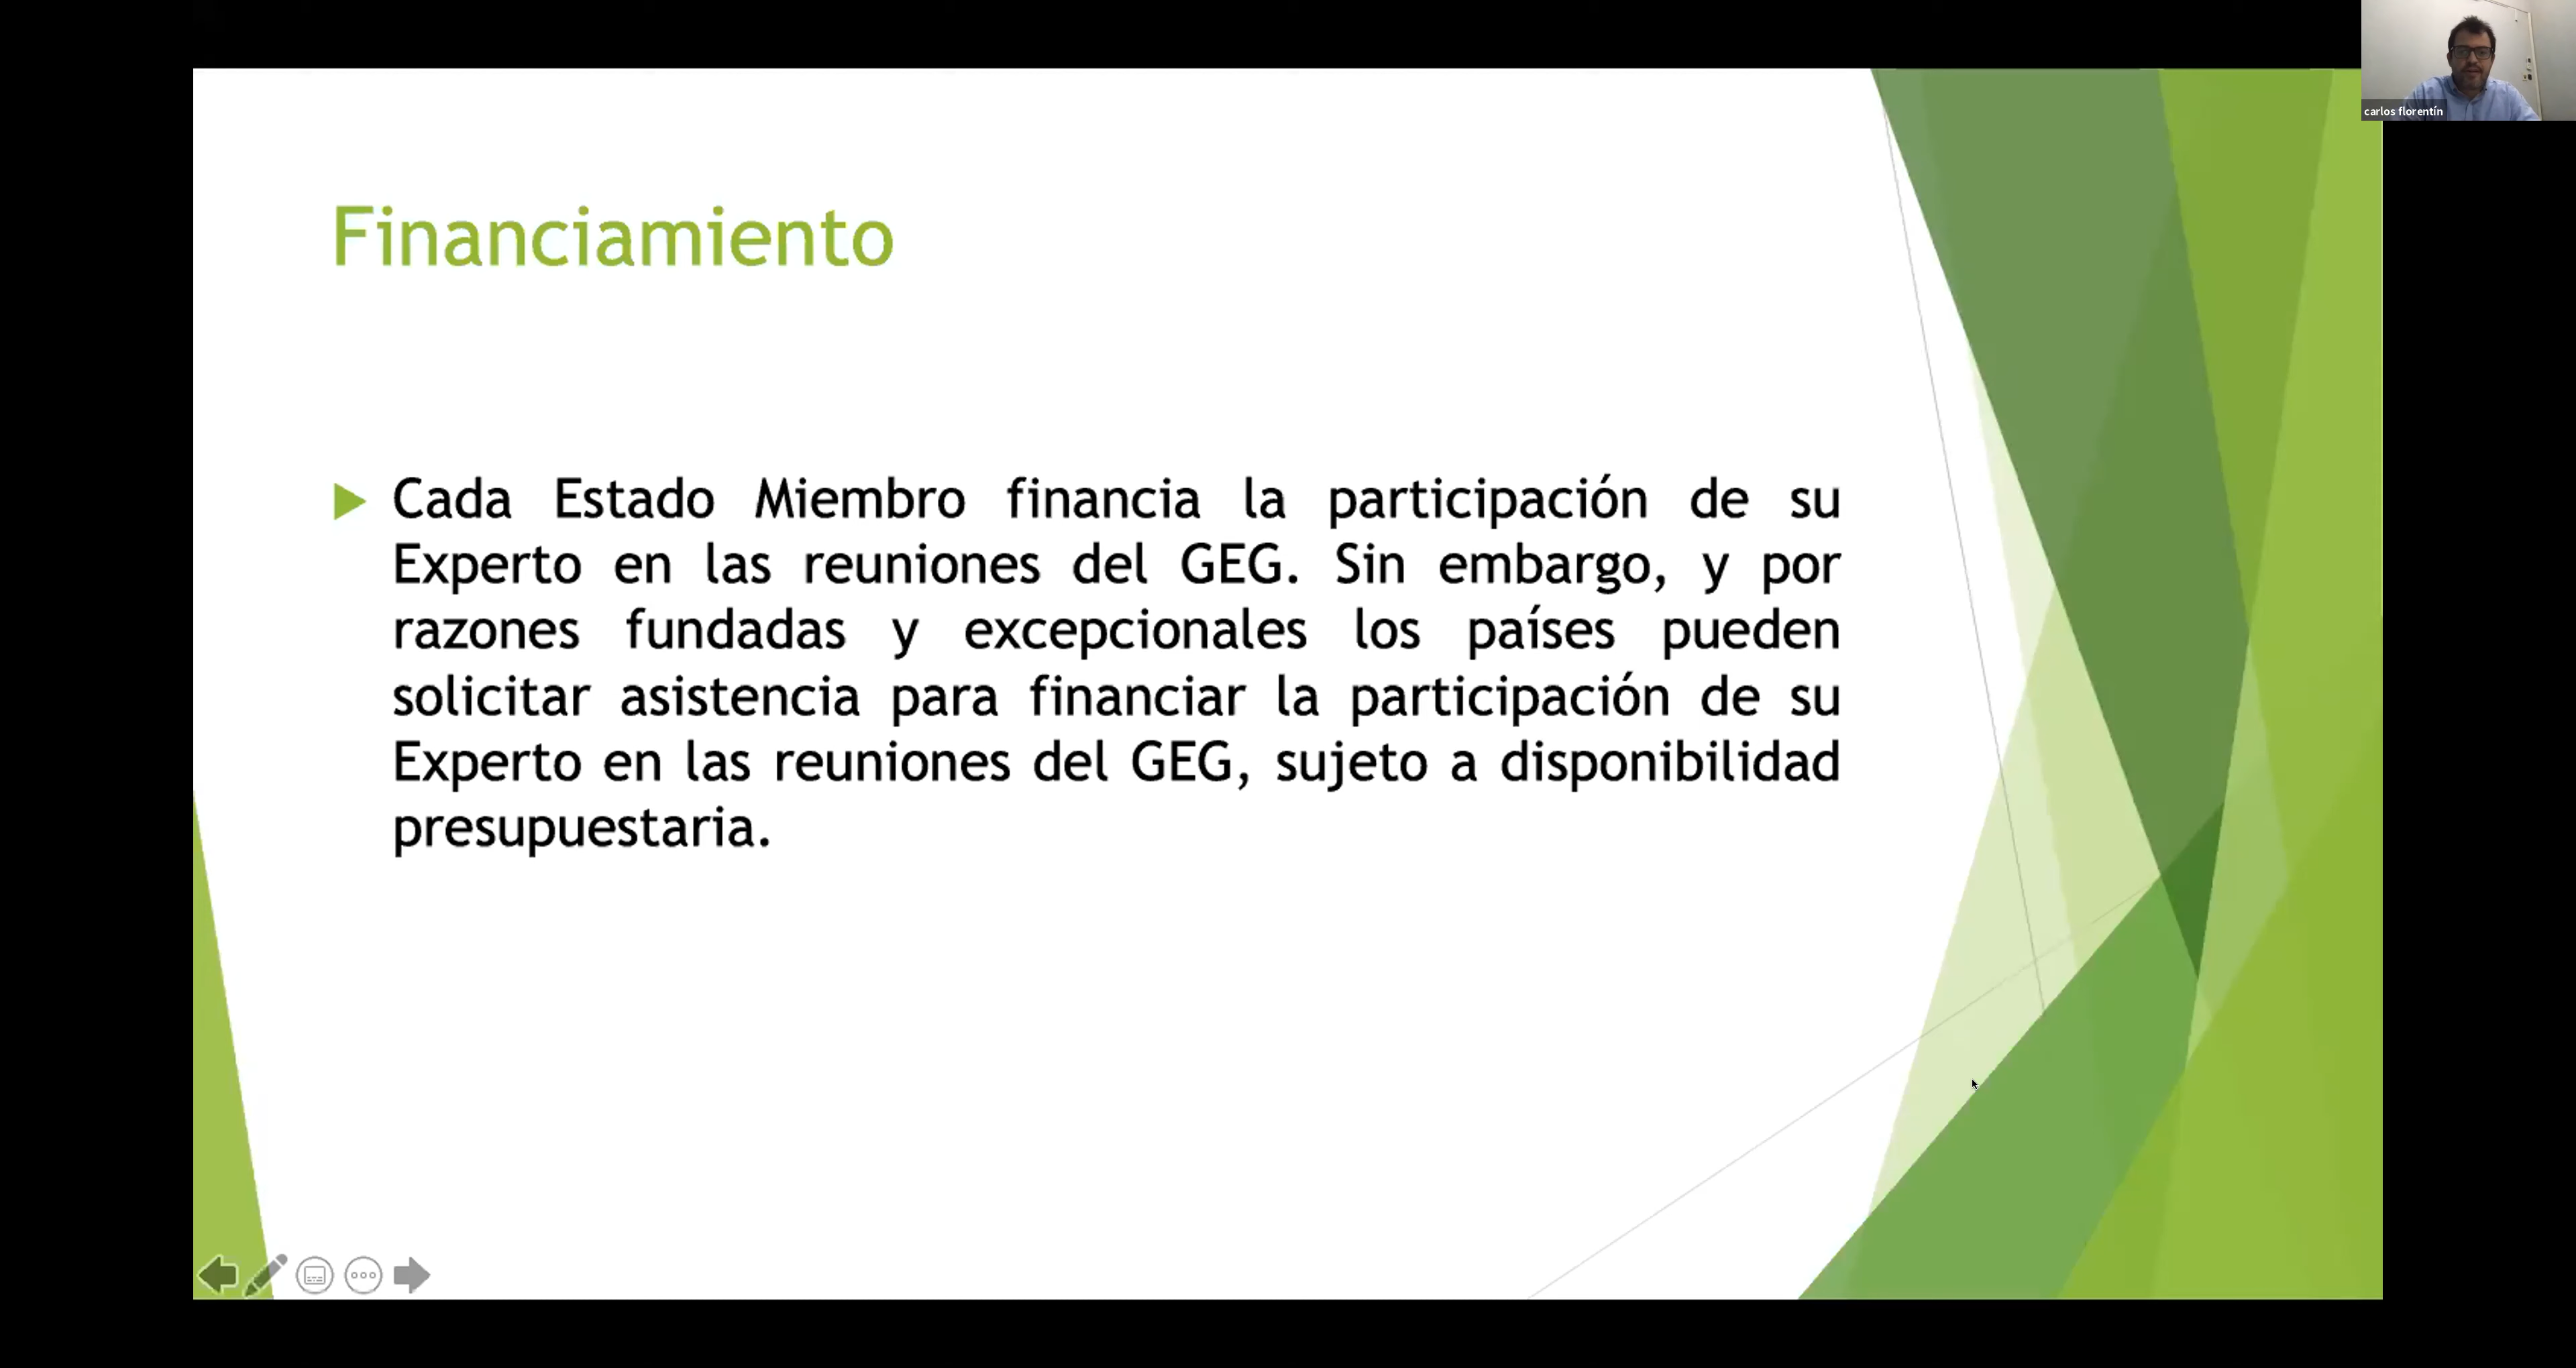 carlos florentín
Financiamiento
Cada Estado Miembro financia la participación de su
Experto en las reuniones del GEG. Sin embargo, y por
razones fundadas y excepcionales los países pueden
solicitar asistencia para financiar la participación de su
Experto en las reuniones del GEG, sujeto a disponibilidad
presupuestaria.